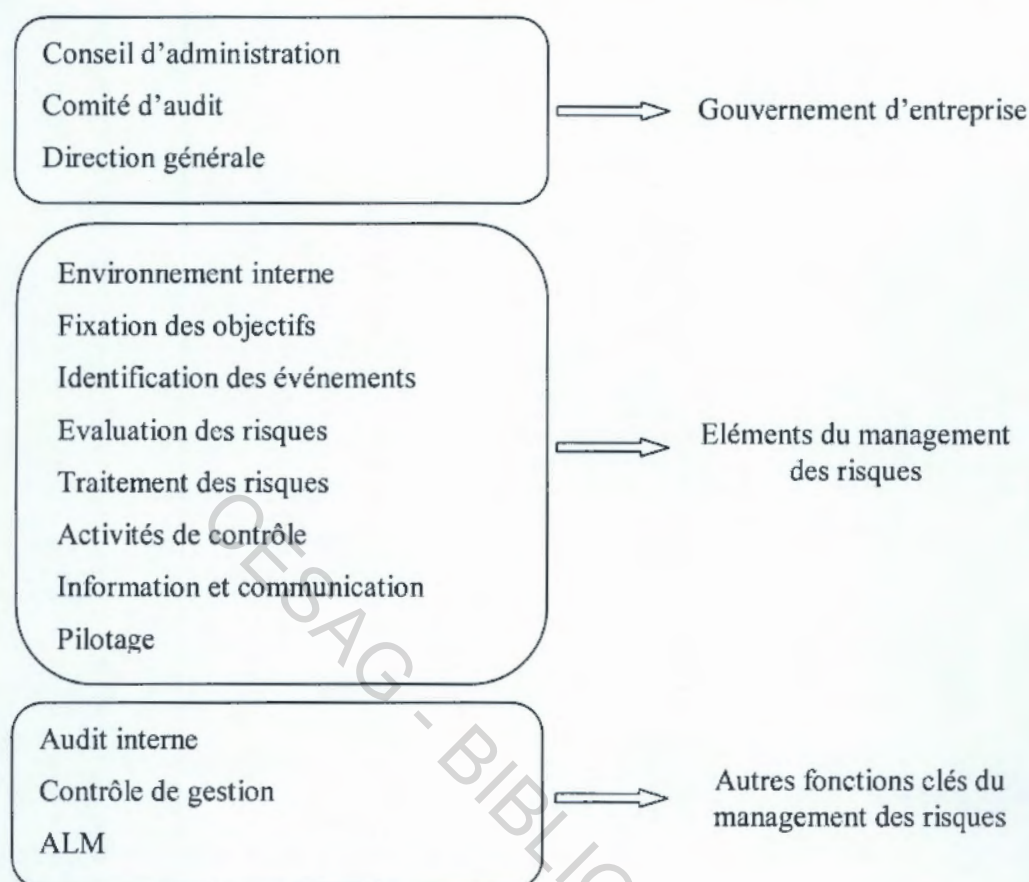 Conseil d'administration
Comité d'audit
Direction générale
Gouvernement d'entreprise
Environnement interne
Fixation des objectifs
Identification des événements
Evaluation des risques
Traitement des risques
Activités de contrôle
Information et communication
Pilotage
Eléments du management
des risques
Audit interne
Contrôle de gestion
ALM
Autres fonctions clés du
management des risques
CESAG - BIBLIO